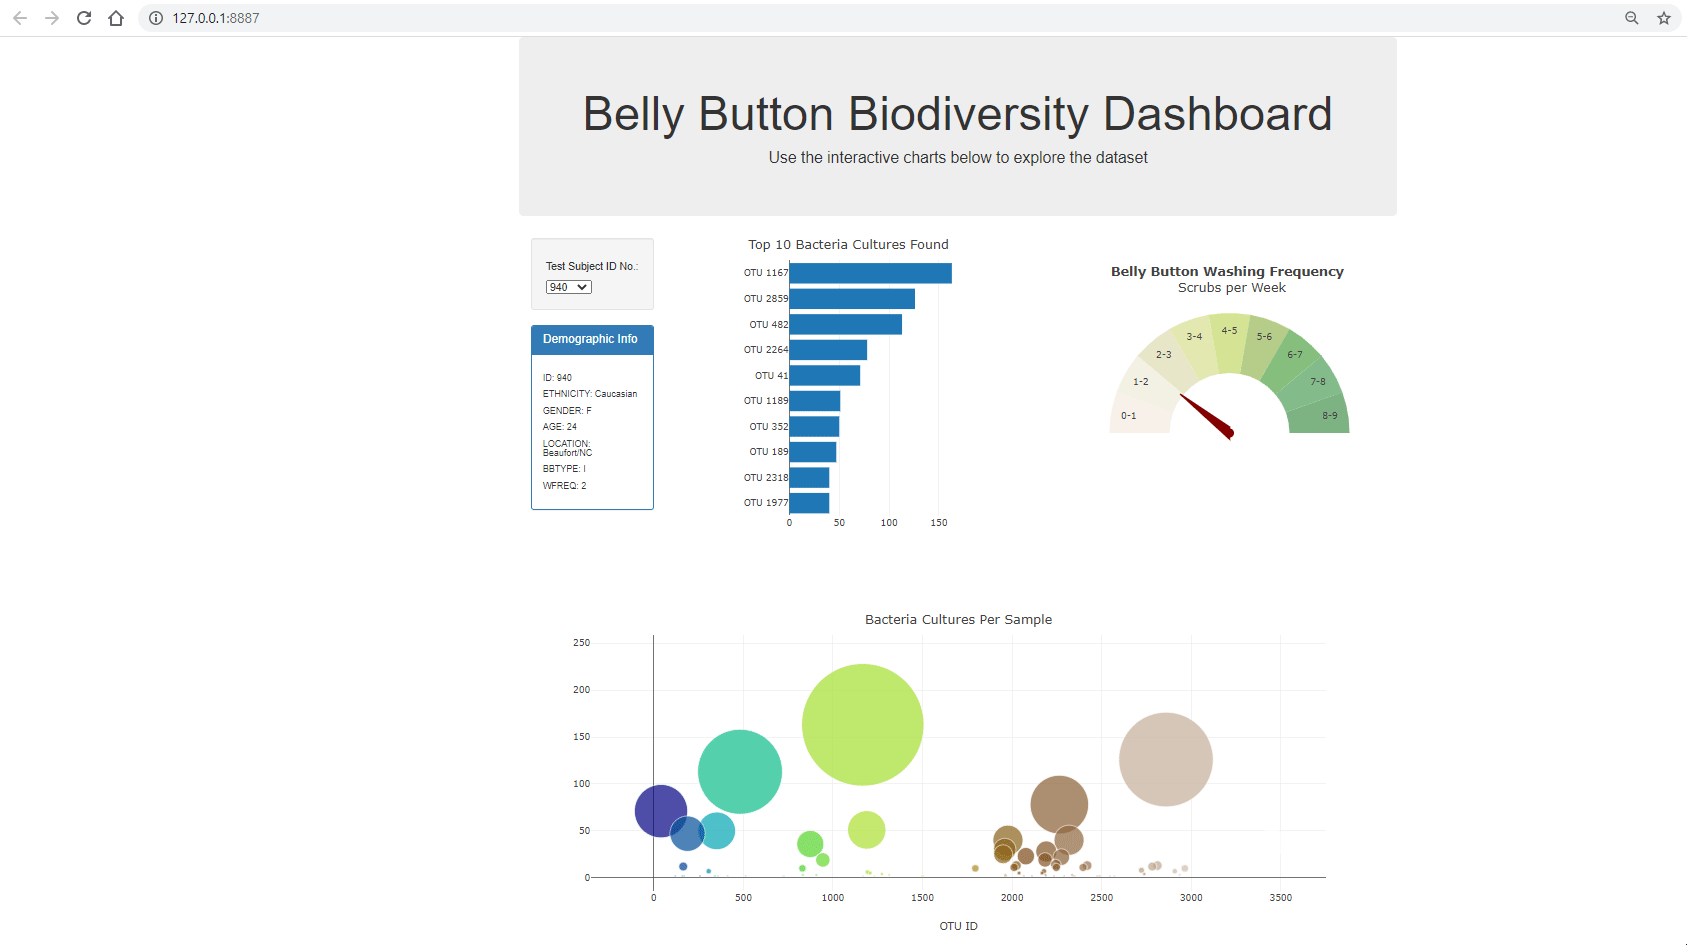 127.0.0.1:8887
Belly Button Biodiversity Dashboard
Use the interactive charts below to explore the dataset
Test Subject ID No.:
940
Demographic Info
ID: 940
ETHNICITY: Caucasian
GENDER: F
AGE: 24
LOCATION:
Beaufort/NC
BBTYPE: I
WFREQ: 2
Top 10 Bacteria Cultures Found
OTU 1167
OTU 2859
OTU 482
OTU 2264
OTU 41
OTU 1189
OTU 352
OTU 189
OTU 2318
OTU 1977
0 50 100 150
Belly Button Washing Frequency
Scrubs per Week
0-1
1-2
2-3
3-4
4-5
5-6
6-7
7-8
8-9
Bacteria Cultures Per Sample
250
200
150
100
50
0
0 500 1000 1500 2000 2500 3000 3500
OTU ID